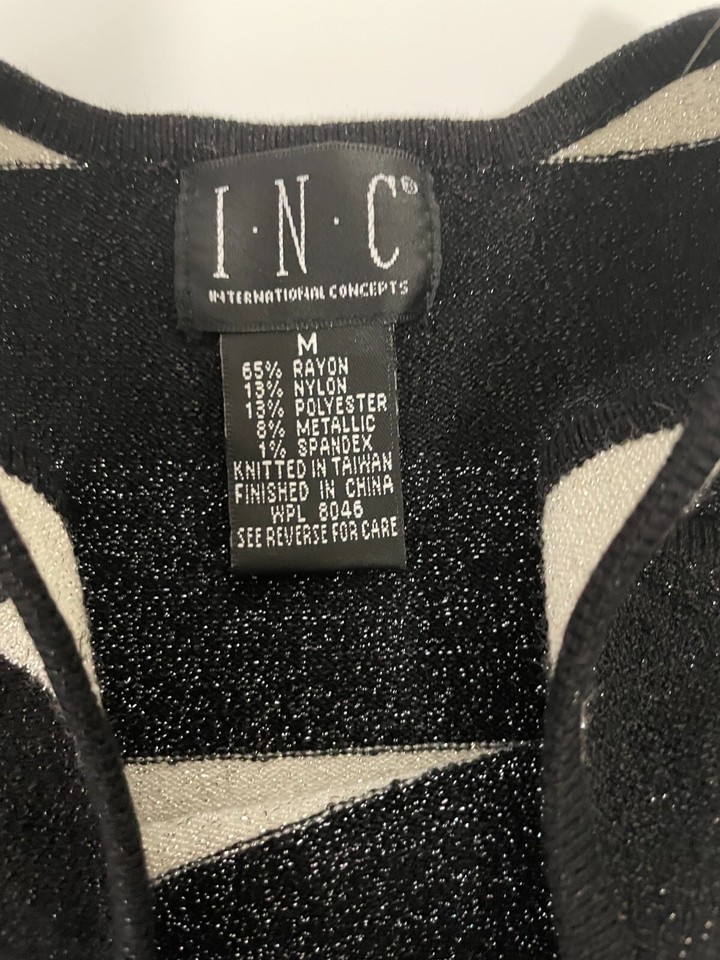 I·N·C®
INTERNATIONAL CONCEPTS
M
65% RAYON
13% NYLON
13% POLYESTER
8% METALLIC
1% SPANDEX
KNITTED IN TAIWAN
FINISHED IN CHINA
WPL 8046
SEE REVERSE FOR CARE